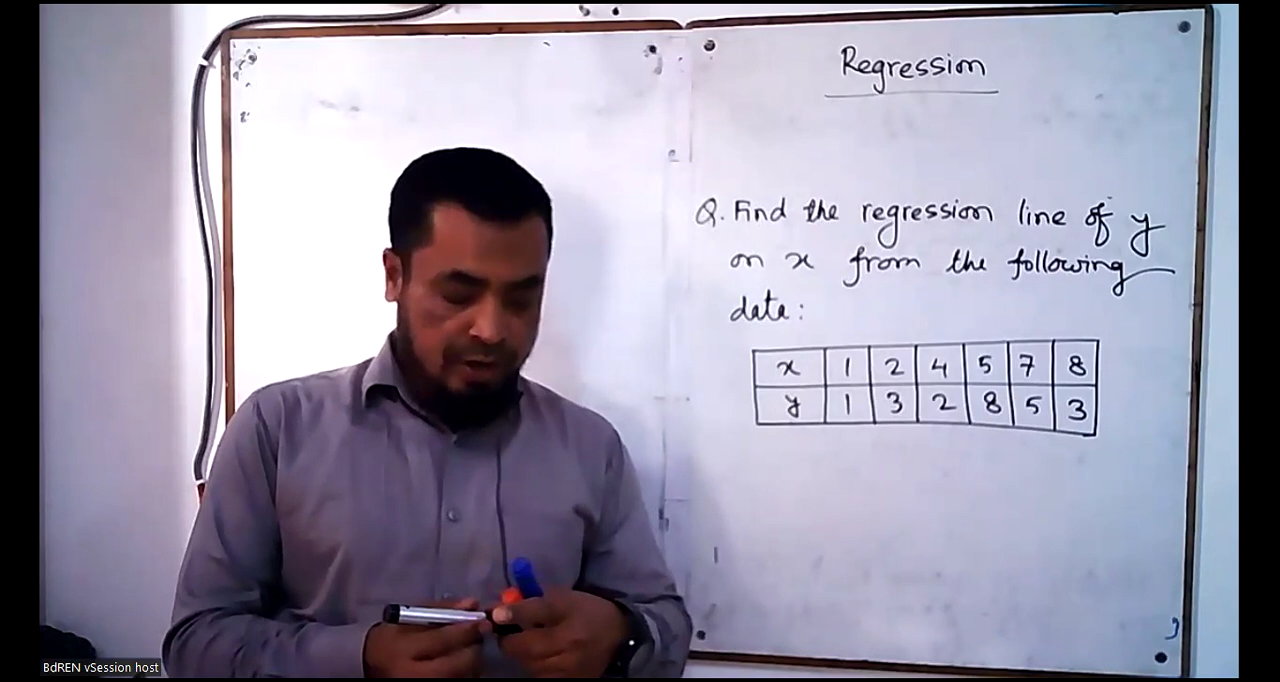 Regression
Q. Find the regression line of y
on x from the following
data:
x 1 2 4 5 7 8
y 1 3 2 8 5 3
BdREN vSession host